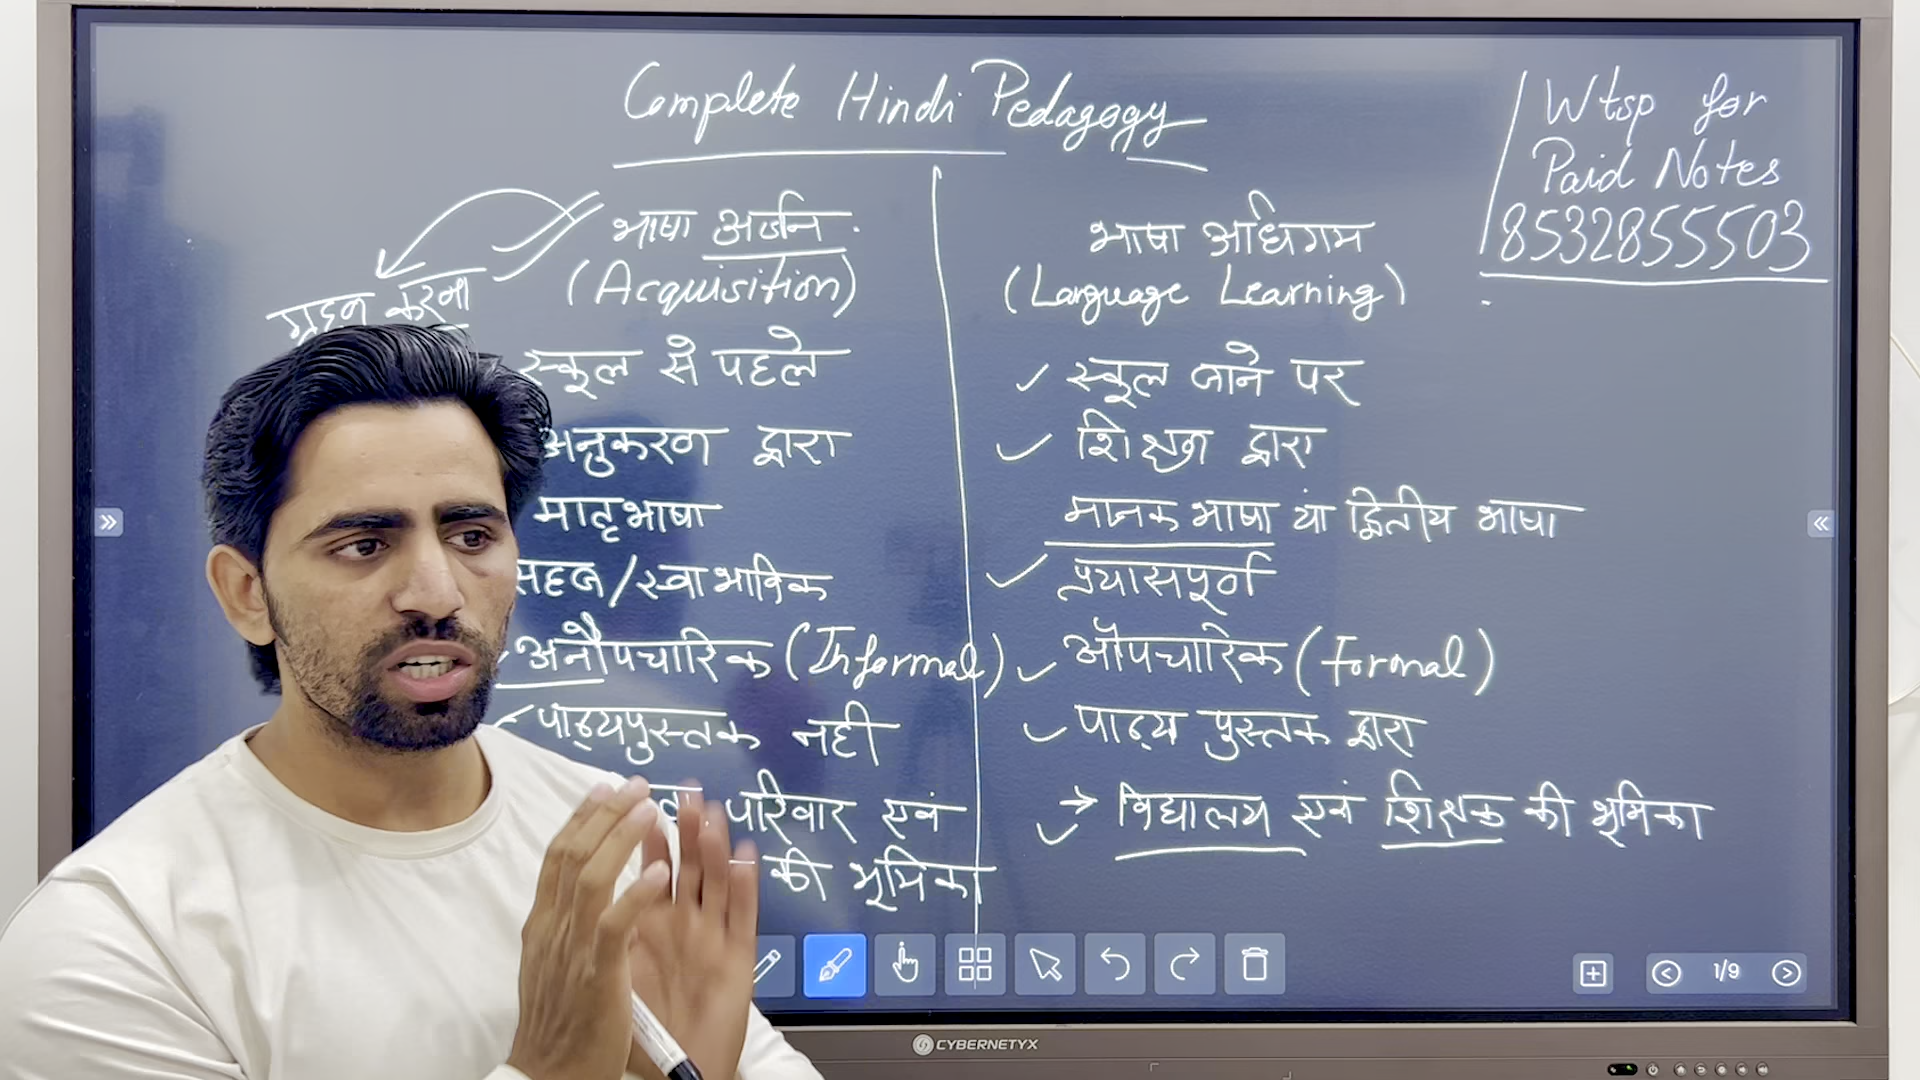 Complete Hindi Pedagogy
Wtsp for
Paid Notes
8532855503
भाषा अर्जन
(Acquisition)
ग्रहण करना
स्कूल से पहले
अनुकरण द्वारा
मातृभाषा
सहज/स्वाभाविक
अनौपचारिक (Informal)
पाठ्यपुस्तक नही
परिवार एवं
की भूमिका
भाषा अधिगम
(Language Learning)
स्कूल जाने पर
शिक्षण द्वारा
मानक भाषा या द्वितीय भाषा
प्रयासपूर्ण
औपचारिक (Formal)
पाठ्य पुस्तक द्वारा
→ विद्यालय एवं शिक्षक की भूमिका
1/9
CYBERNETYX